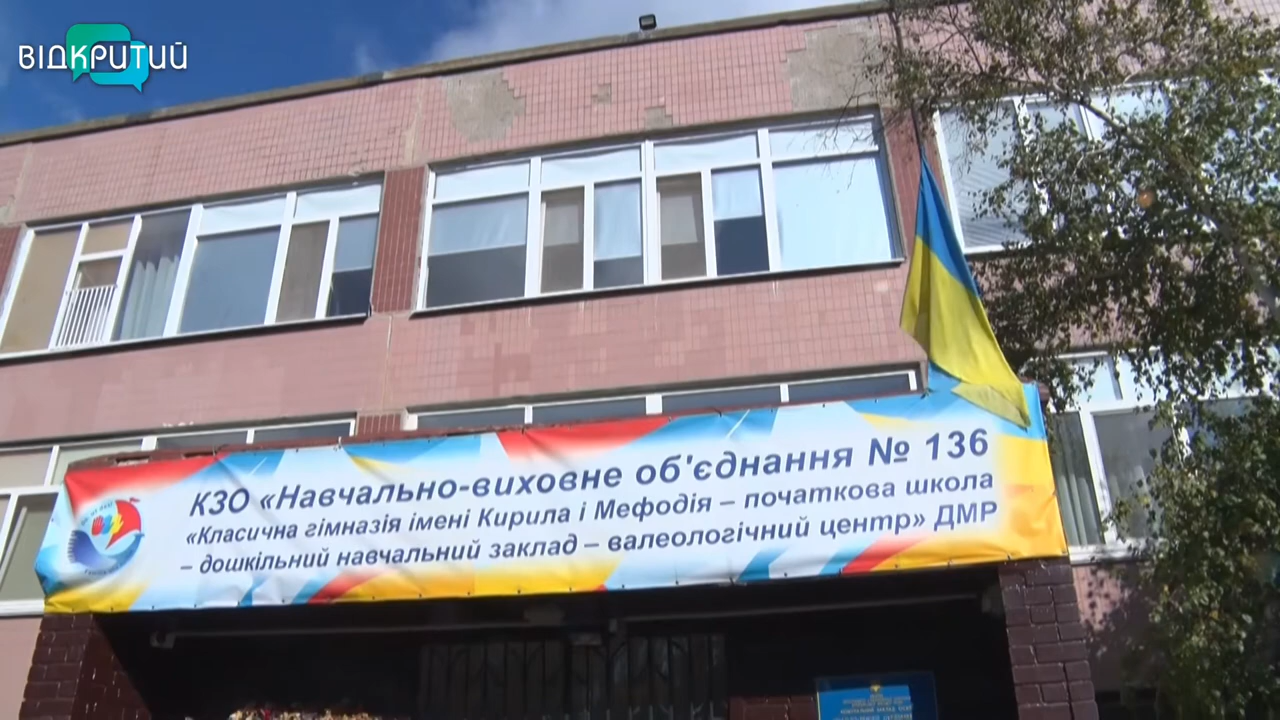 ВІДКРИТИЙ
КЗО «Навчально-виховне об'єднання № 136
«Класична гімназія імені Кирила і Мефодія – початкова школа
– дошкільний навчальний заклад – валеологічний центр» ДМР